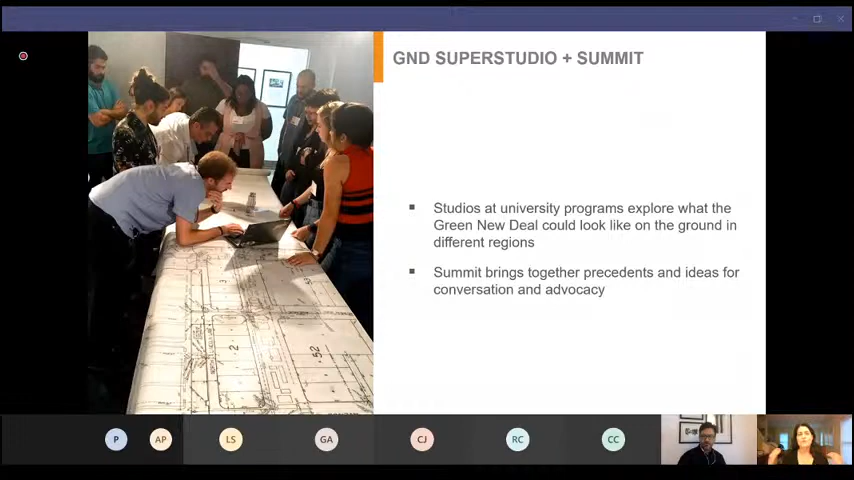 GND SUPERSTUDIO + SUMMIT
Studios at university programs explore what the
Green New Deal could look like on the ground in
different regions
Summit brings together precedents and ideas for
conversation and advocacy
2
52
P
AP
LS
GA
CJ
RC
CC